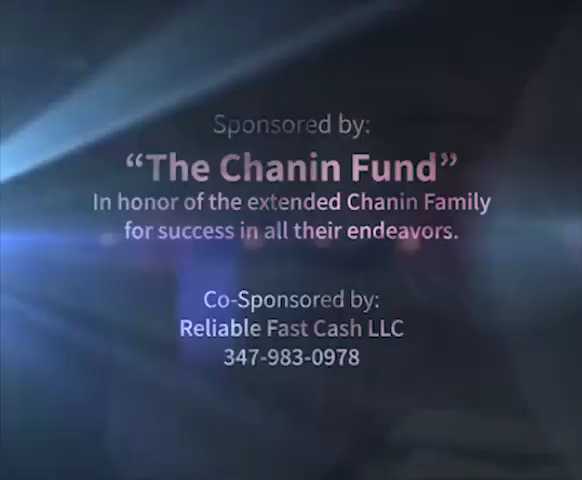 Sponsored by:
“The Chanin Fund”
In honor of the extended Chanin Family
for success in all their endeavors.
Co-Sponsored by:
Reliable Fast Cash LLC
347-983-0978